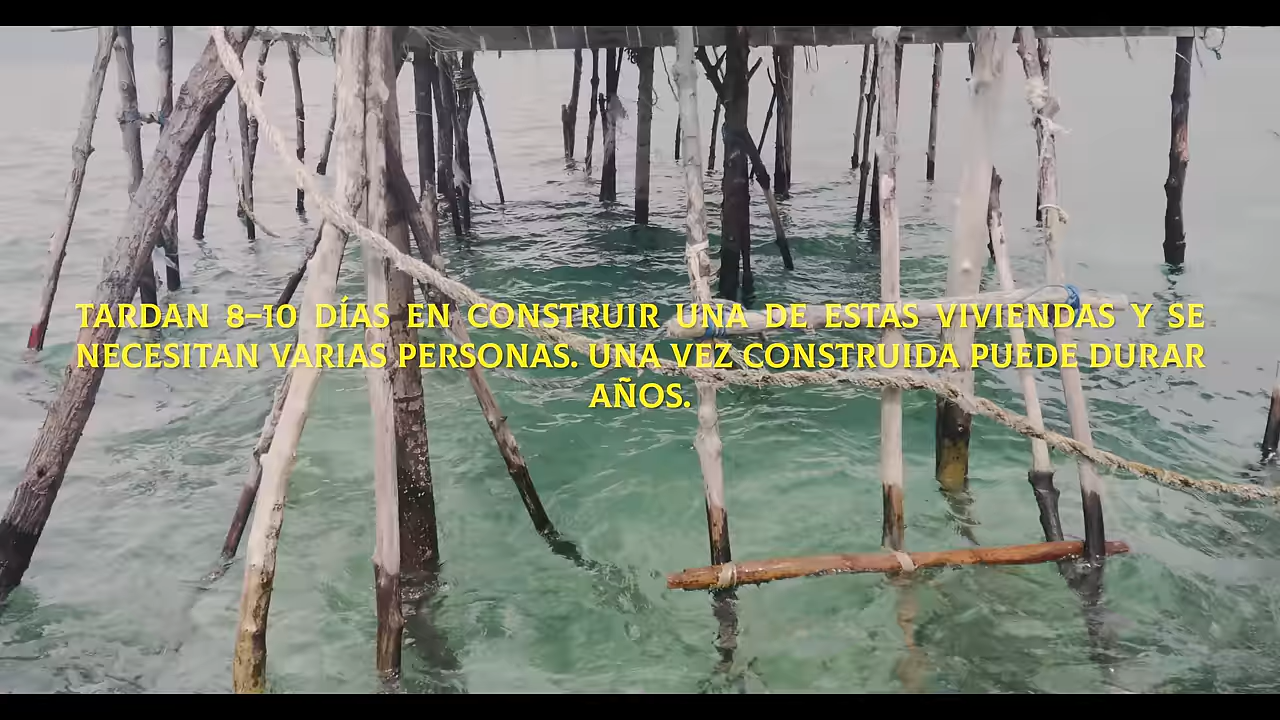 TARDAN 8-10 DÍAS EN CONSTRUIR UNA DE ESTAS VIVIENDAS Y SE
NECESITAN VARIAS PERSONAS. UNA VEZ CONSTRUIDA PUEDE DURAR
AÑOS.